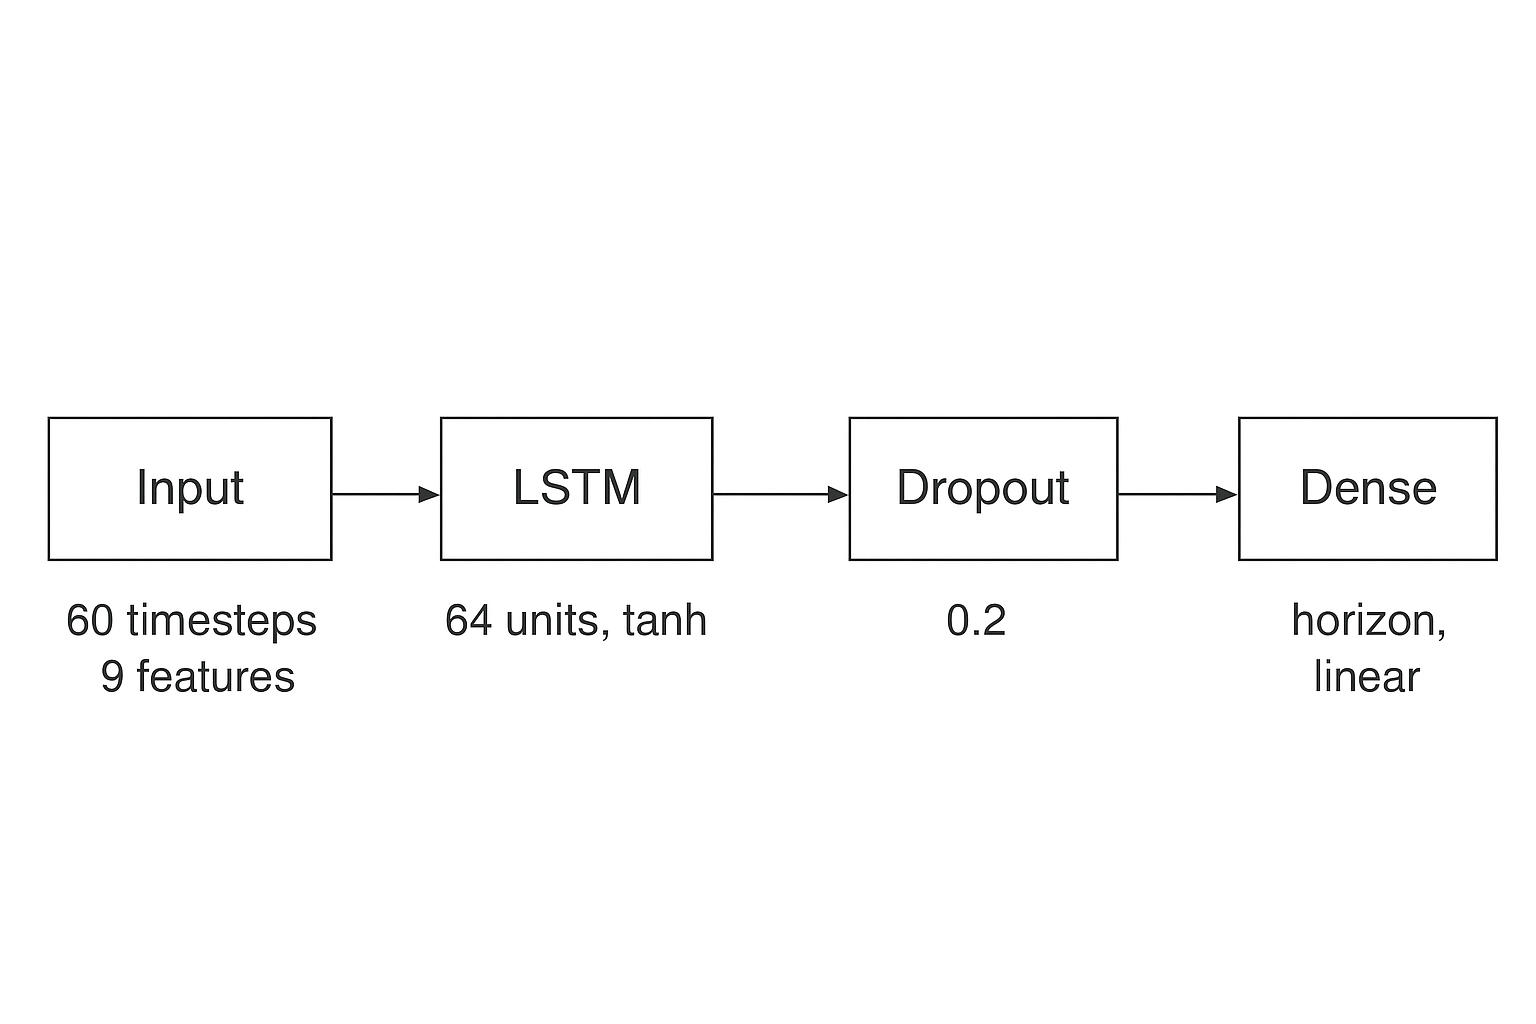 Input
LSTM
Dropout
Dense
60 timesteps
9 features
64 units, tanh
0.2
horizon,
linear